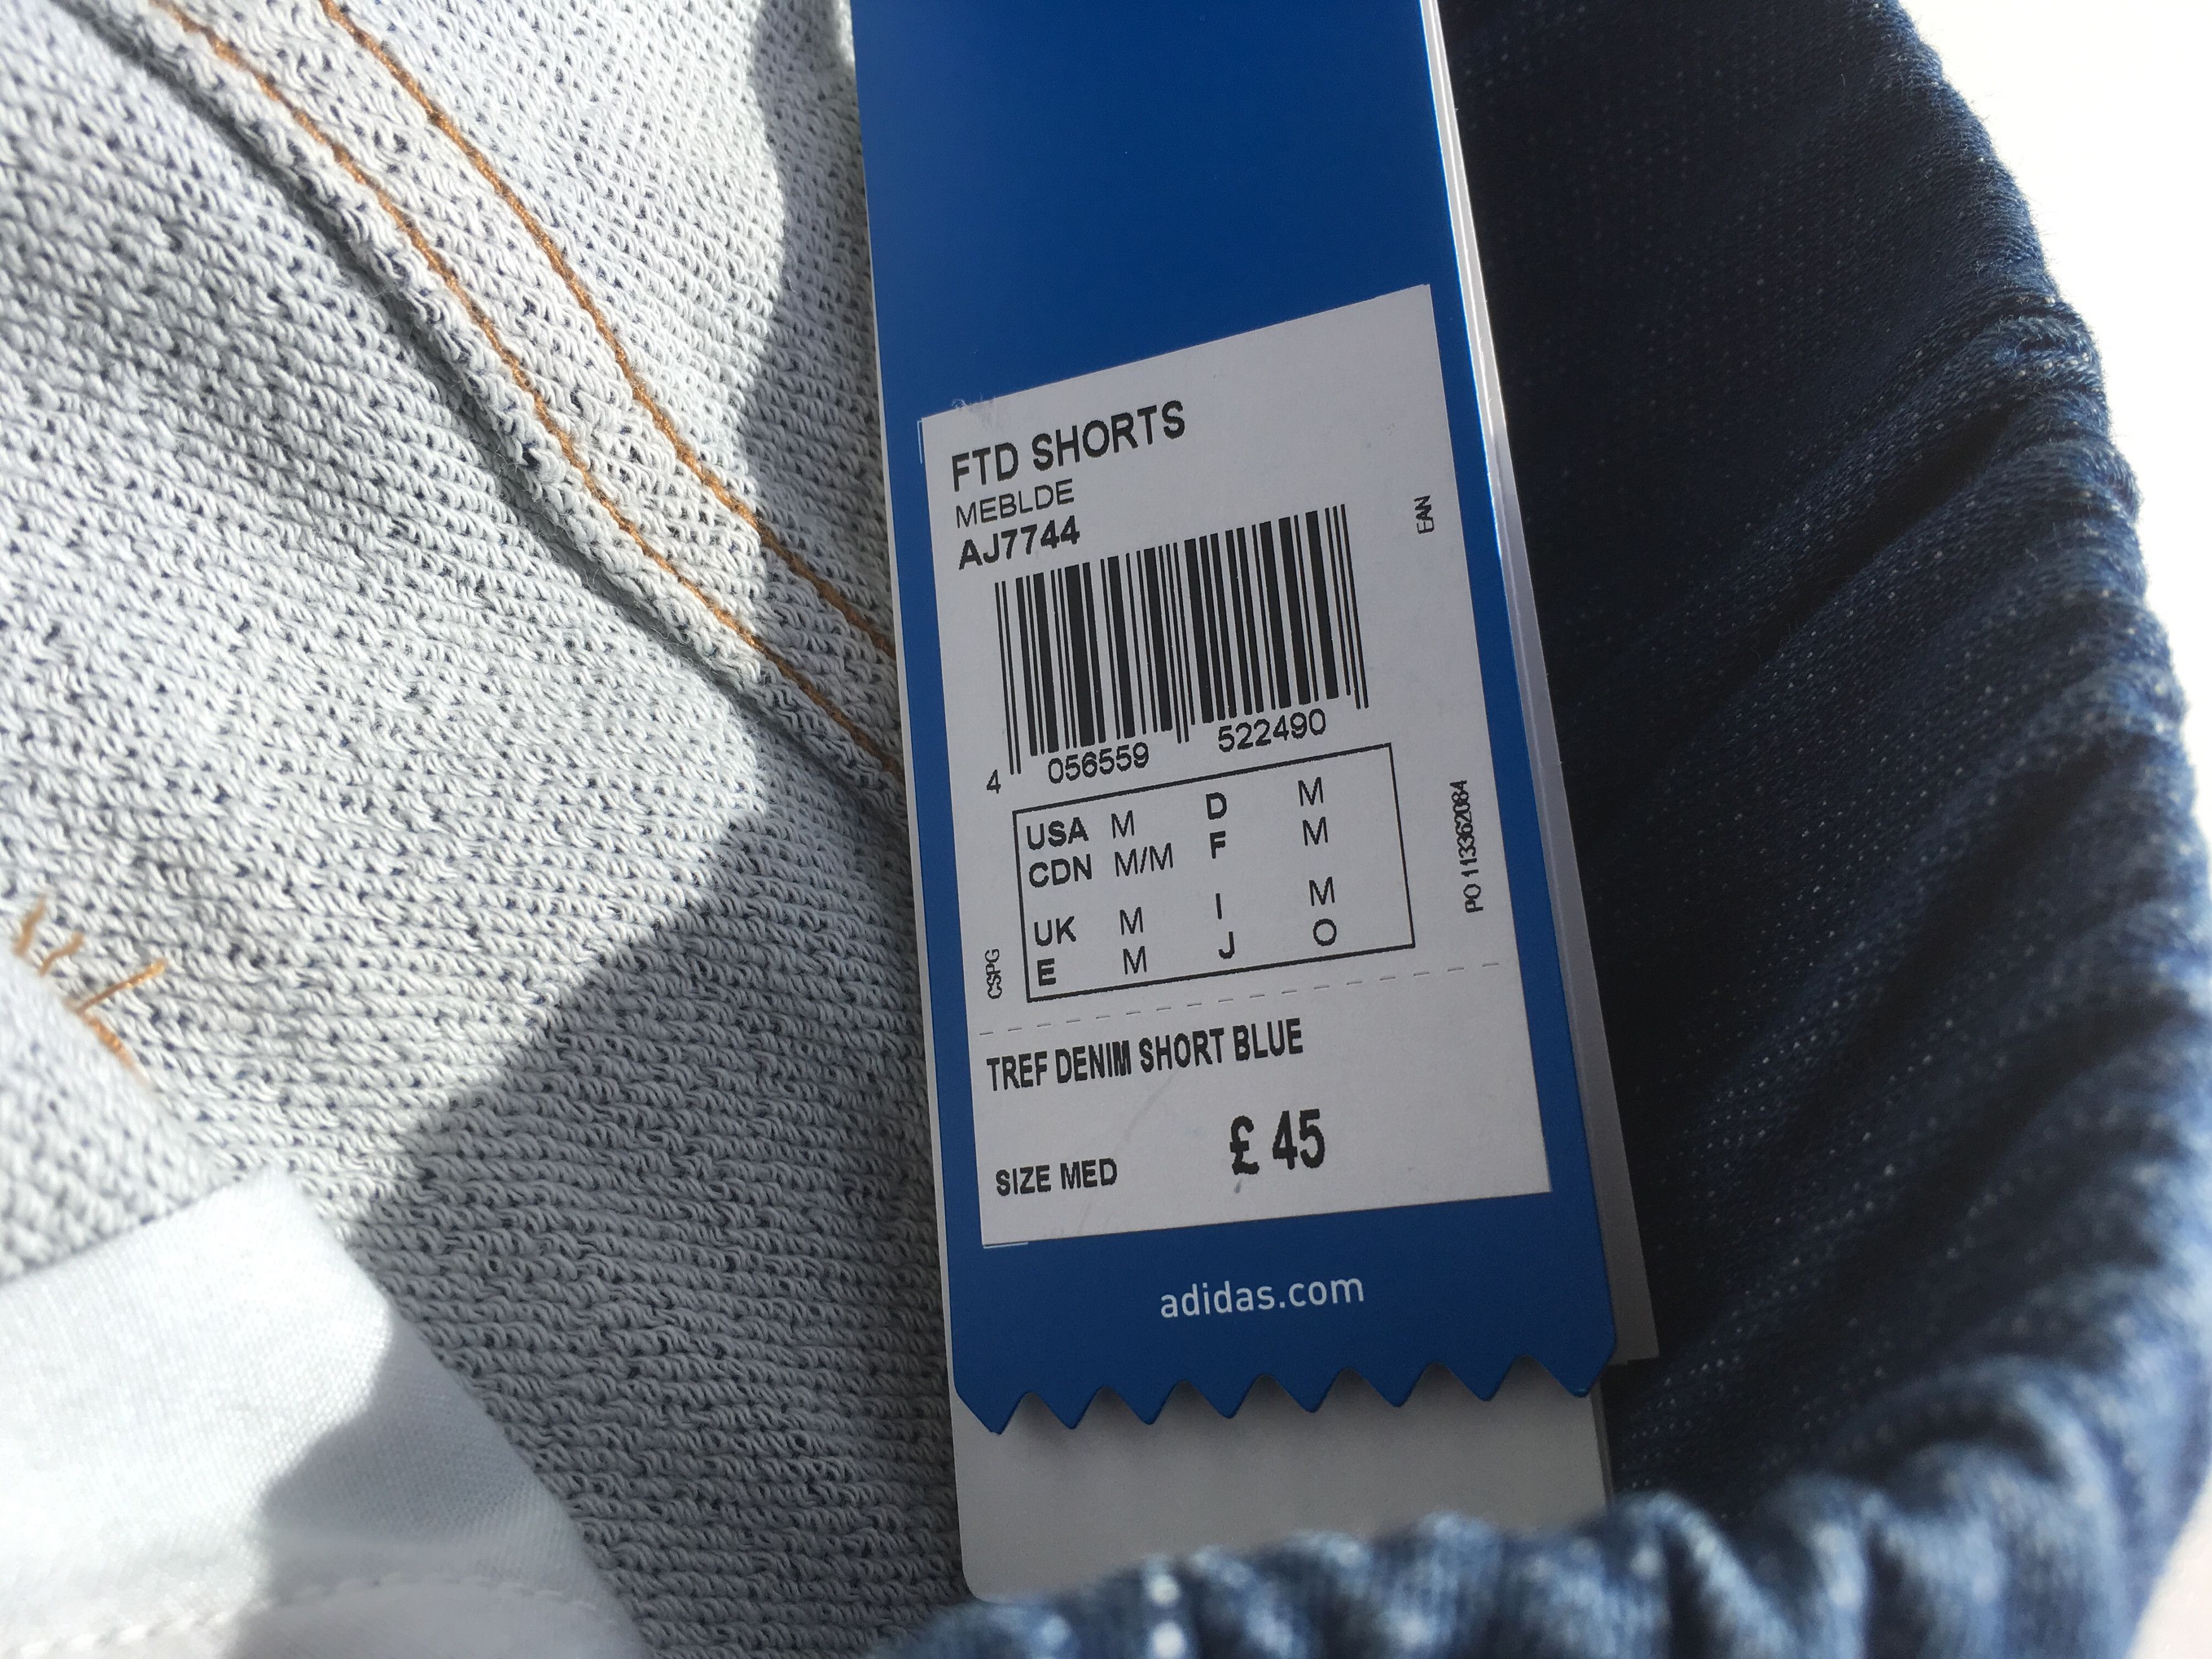 FTD SHORTS
MEBLDE
AJ7744
EAN
4 056559 522490
USA M D M
CDN M/M F M
UK M I M
E M J O
CSPG
PO 113362084
TREF DENIM SHORT BLUE
SIZE MED £ 45
adidas.com